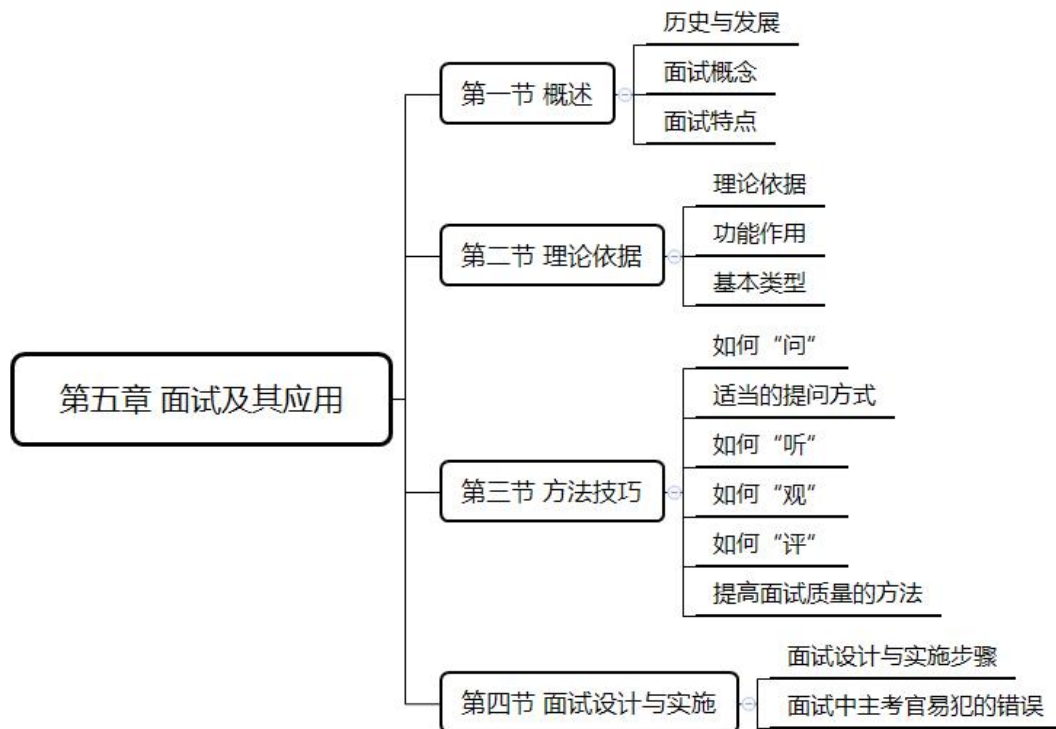 第五章 面试及其应用
第一节 概述
历史与发展
面试概念
面试特点
第二节 理论依据
理论依据
功能作用
基本类型
第三节 方法技巧
如何“问”
适当的提问方式
如何“听”
如何“观”
如何“评”
提高面试质量的方法
第四节 面试设计与实施
面试设计与实施步骤
面试中主考官易犯的错误